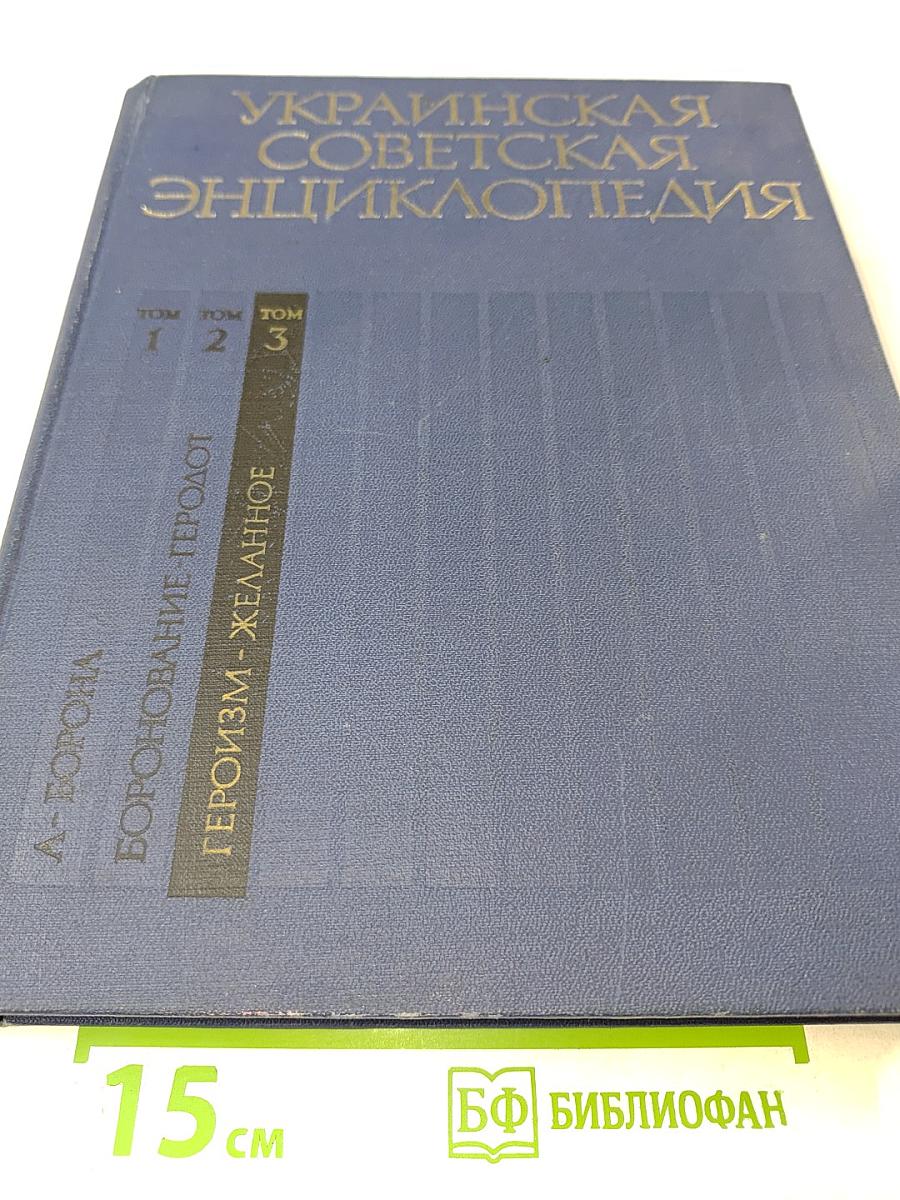 УКРАИНСКАЯ
СОВЕТСКАЯ
ЭНЦИКЛОПЕДИЯ
ТОМ 1
А - БОРОНА
ТОМ 2
БОРОНОВАНИЕ - ГЕРОДОТ
ТОМ 3
ГЕРОИЗМ - ЖЕЛАННОЕ
15 см
БФ БИБЛИОФАН